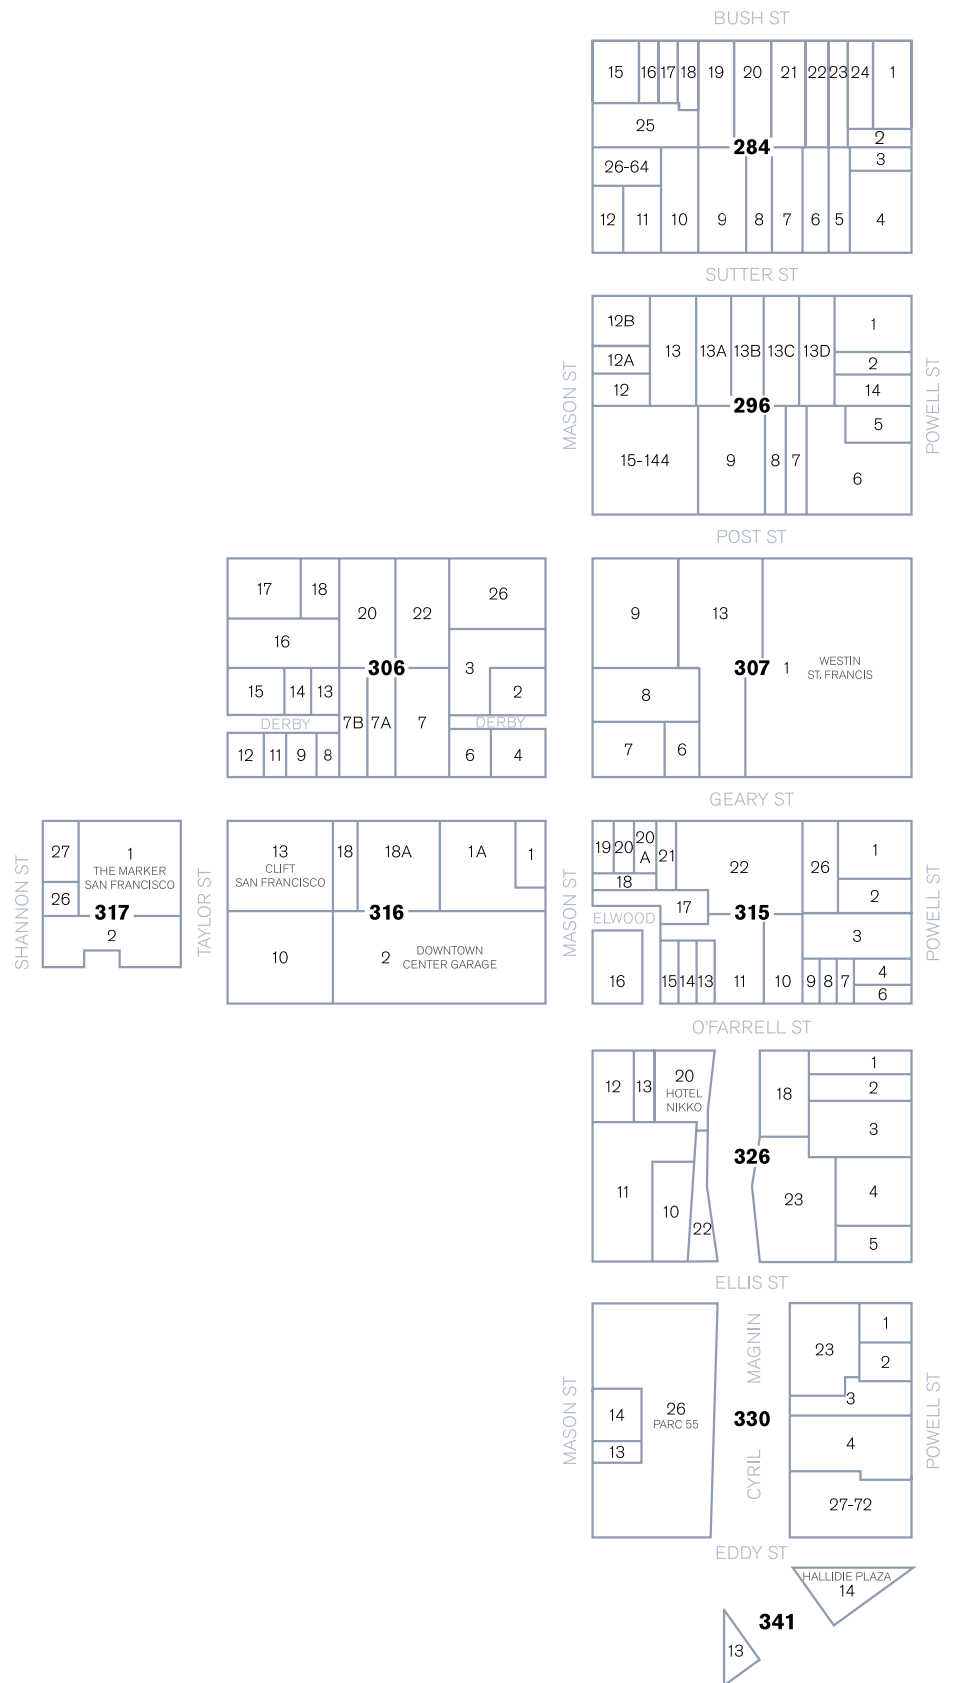 BUSH ST
15 16 17 18 19 20 21 22 23 24 1
25
2
284
3
26-64
12 11 10 9 8 7 6 5 4
SUTTER ST
12B
1
13 13A 13B 13C 13D
12A
2
12
14
296
5
15-144 9 8 7
6
MASON ST
POWELL ST
POST ST
17 18
26
20 22
16
306
3
15 14 13
2
DERBY
7B 7A 7
DERBY
12 11 9 8
6 4
9 13
307
1
WESTIN
ST. FRANCIS
8
7 6
GEARY ST
SHANNON ST
27
1
THE MARKER
SAN FRANCISCO
26
317
2
TAYLOR ST
13
CLIFT
SAN FRANCISCO
18 18A 1A 1
316
10
2
DOWNTOWN
CENTER GARAGE
MASON ST
19 20 20
A
21
22
26
1
18
2
17
315
ELWOOD
3
16
15 14 13 11 10 9 8 7
4
6
POWELL ST
O'FARRELL ST
12 13
20
HOTEL
NIKKO
18
1
2
3
326
11
10
22
23
4
5
ELLIS ST
MASON ST
14
13
26
PARC 55
CYRIL MAGNIN
330
23
1
2
3
4
27-72
POWELL ST
EDDY ST
HALLIDIE PLAZA
14
341
13